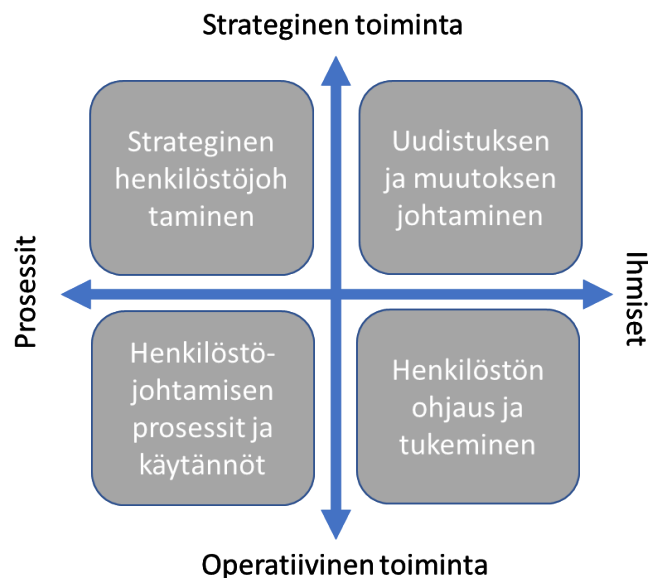 Strateginen toiminta
Strateginen
henkilöstöjoh
taminen
Uudistuksen
ja muutoksen
johtaminen
Prosessit
Ihmiset
Henkilöstö-
johtamisen
prosessit ja
käytännöt
Henkilöstön
ohjaus ja
tukeminen
Operatiivinen toiminta